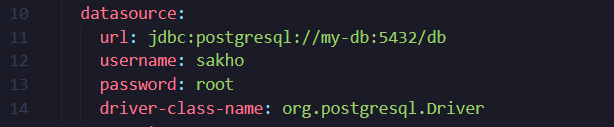 10 datasource:
11 url: jdbc:postgresql://my-db:5432/db
12 username: sakho
13 password: root
14 driver-class-name: org.postgresql.Driver